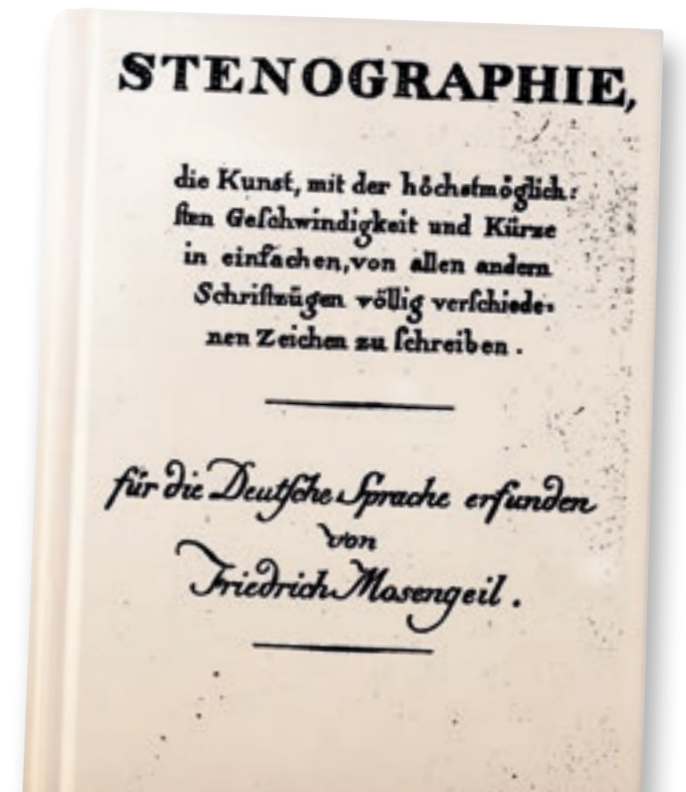 STENOGRAPHIE,
die Kunst, mit der höchstmöglich:
sten Geschwindigkeit und Kürze
in einfachen, von allen andern
Schriftzügen völlig verschiede:
nen Zeichen zu schreiben.
für die Deutsche Sprache erfunden
von
Friedrich Mosengeil.